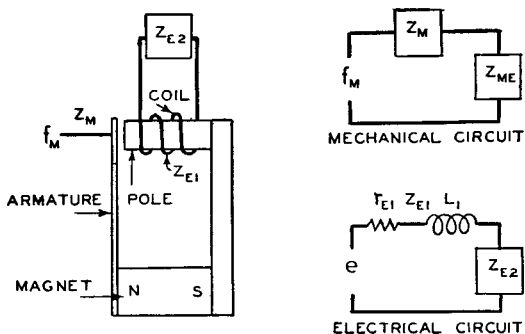 Z_E2
COIL
Z_M
f_M
Z_E1
ARMATURE
POLE
MAGNET
N S
Z_M
f_M
Z_ME
MECHANICAL CIRCUIT
r_E1 Z_E1 L_1
e
Z_E2
ELECTRICAL CIRCUIT